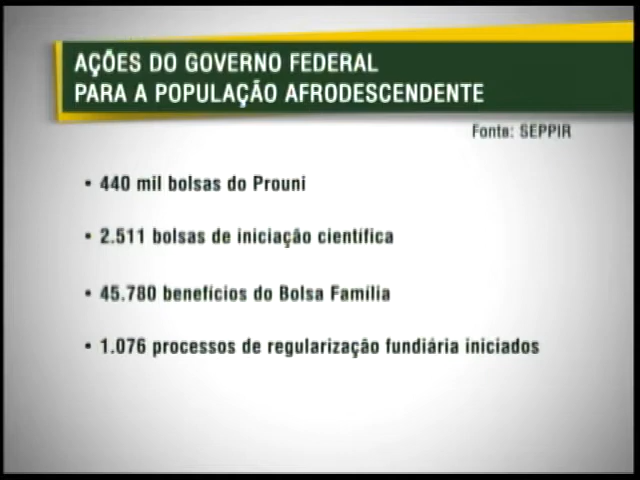 AÇÕES DO GOVERNO FEDERAL
PARA A POPULAÇÃO AFRODESCENDENTE
Fonte: SEPPIR
• 440 mil bolsas do Prouni
• 2.511 bolsas de iniciação científica
• 45.780 benefícios do Bolsa Família
• 1.076 processos de regularização fundiária iniciados